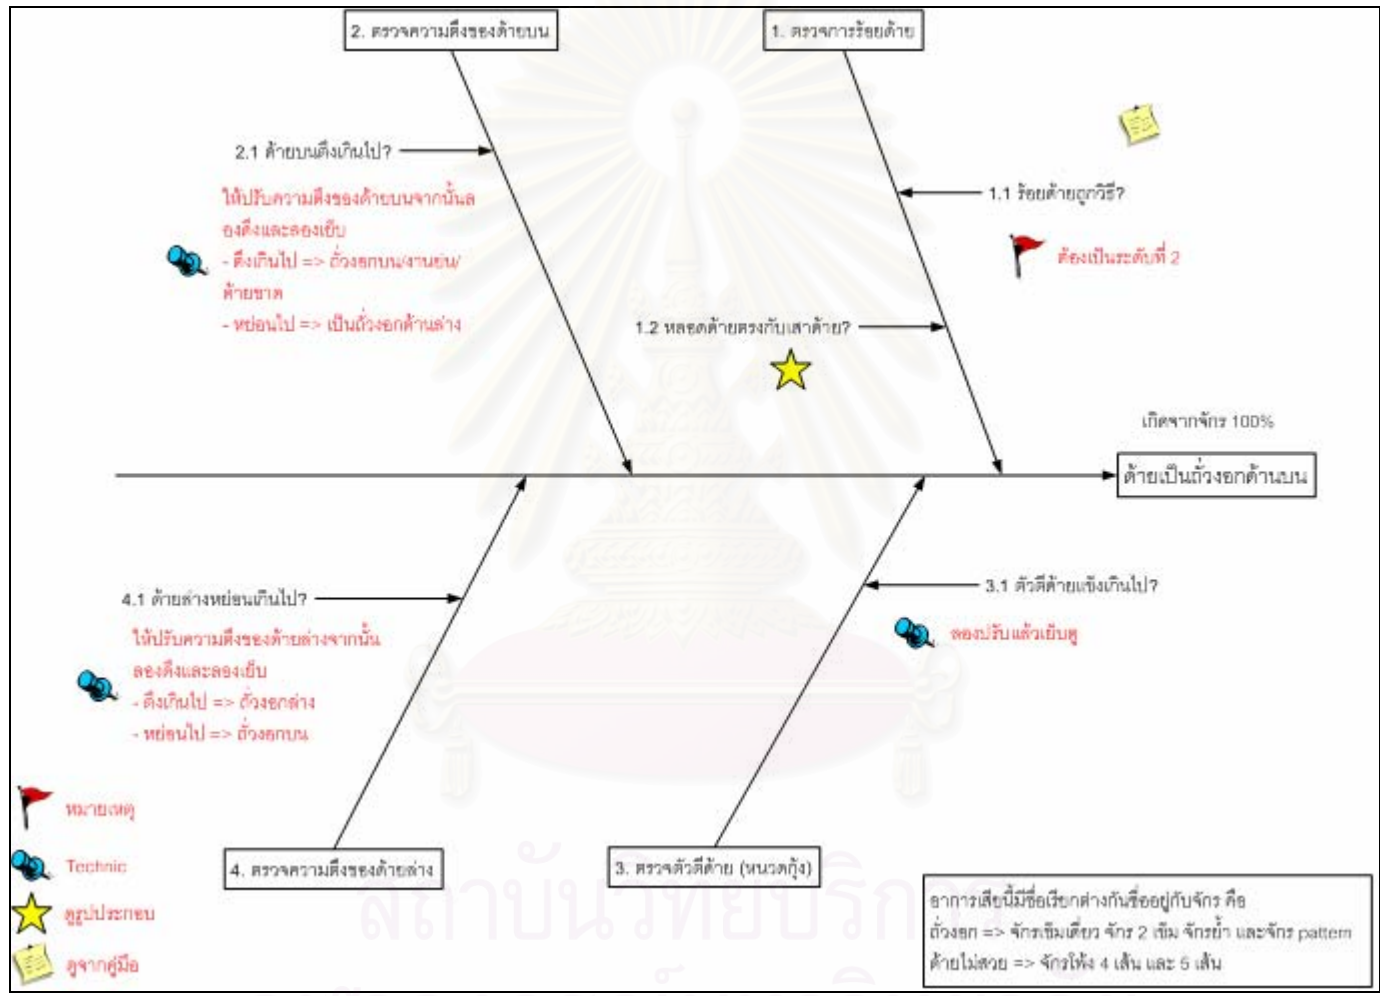 2. ตรวจความตึงของด้ายบน
1. ตรวจการร้อยด้าย
2.1 ด้ายบนตึงเกินไป?
ให้ปรับความตึงของด้ายบนจากนั้นล
องดึงและลองเย็บ
- ตึงเกินไป => ถั่วงอกบน/งานย่น/
ด้ายขาด
- หย่อนไป => เป็นถั่วงอกด้านล่าง
1.1 ร้อยด้ายถูกวิธี?
ต้องเป็นระดับที่ 2
1.2 หลอดด้ายตรงกับเสาด้าย?
เกิดจากจักร 100%
ด้ายเป็นถั่วงอกด้านบน
4.1 ด้ายล่างหย่อนเกินไป?
ให้ปรับความตึงของด้ายล่างจากนั้น
ลองดึงและลองเย็บ
- ตึงเกินไป => ถั่วงอกล่าง
- หย่อนไป => ถั่วงอกบน
3.1 ตัวตีด้ายแข็งเกินไป?
ลองปรับแล้วเย็บดู
หมายเหตุ
Technic
ดูรูปประกอบ
ดูจากคู่มือ
4. ตรวจความตึงของด้ายล่าง
3. ตรวจตัวตีด้าย (หนวดกุ้ง)
อาการเสียนี้มีชื่อเรียกต่างกันขึ้นอยู่กับจักร คือ
ถั่วงอก => จักรเข็มเดี่ยว จักร 2 เข็ม จักรย้ำ และจักร pattern
ด้ายไม่สวย => จักรโพ้ง 4 เส้น และ 5 เส้น
สถาบันวิทยบริการ